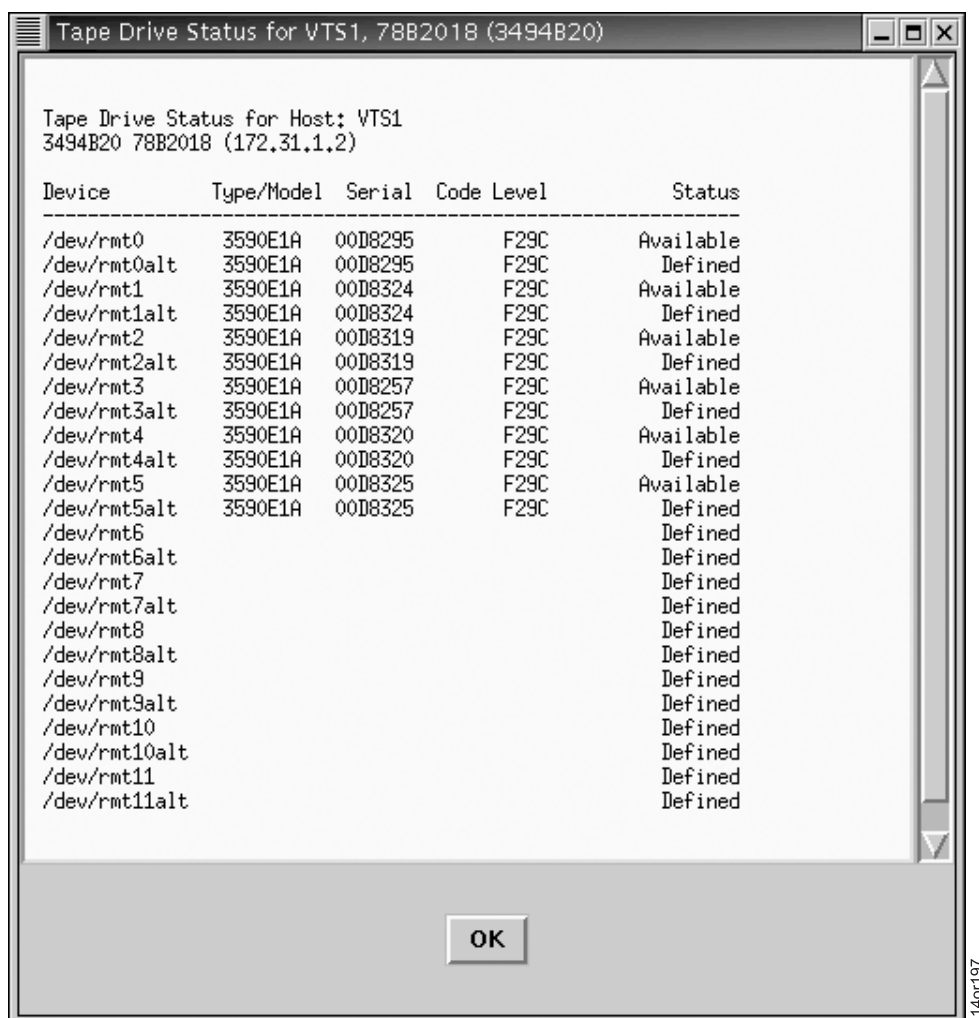 Tape Drive Status for VTS1, 78B2018 (3494B20)
Tape Drive Status for Host: VTS1
3494B20 78B2018 (172.31.1.2)
Device Type/Model Serial Code Level Status
--------------------------------------------------------------
/dev/rmt0 3590E1A 00D8295 F29C Available
/dev/rmt0alt 3590E1A 00D8295 F29C Defined
/dev/rmt1 3590E1A 00D8324 F29C Available
/dev/rmt1alt 3590E1A 00D8324 F29C Defined
/dev/rmt2 3590E1A 00D8319 F29C Available
/dev/rmt2alt 3590E1A 00D8319 F29C Defined
/dev/rmt3 3590E1A 00D8257 F29C Available
/dev/rmt3alt 3590E1A 00D8257 F29C Defined
/dev/rmt4 3590E1A 00D8320 F29C Available
/dev/rmt4alt 3590E1A 00D8320 F29C Defined
/dev/rmt5 3590E1A 00D8325 F29C Available
/dev/rmt5alt 3590E1A 00D8325 F29C Defined
/dev/rmt6 Defined
/dev/rmt6alt Defined
/dev/rmt7 Defined
/dev/rmt7alt Defined
/dev/rmt8 Defined
/dev/rmt8alt Defined
/dev/rmt9 Defined
/dev/rmt9alt Defined
/dev/rmt10 Defined
/dev/rmt10alt Defined
/dev/rmt11 Defined
/dev/rmt11alt Defined
OK
14or197